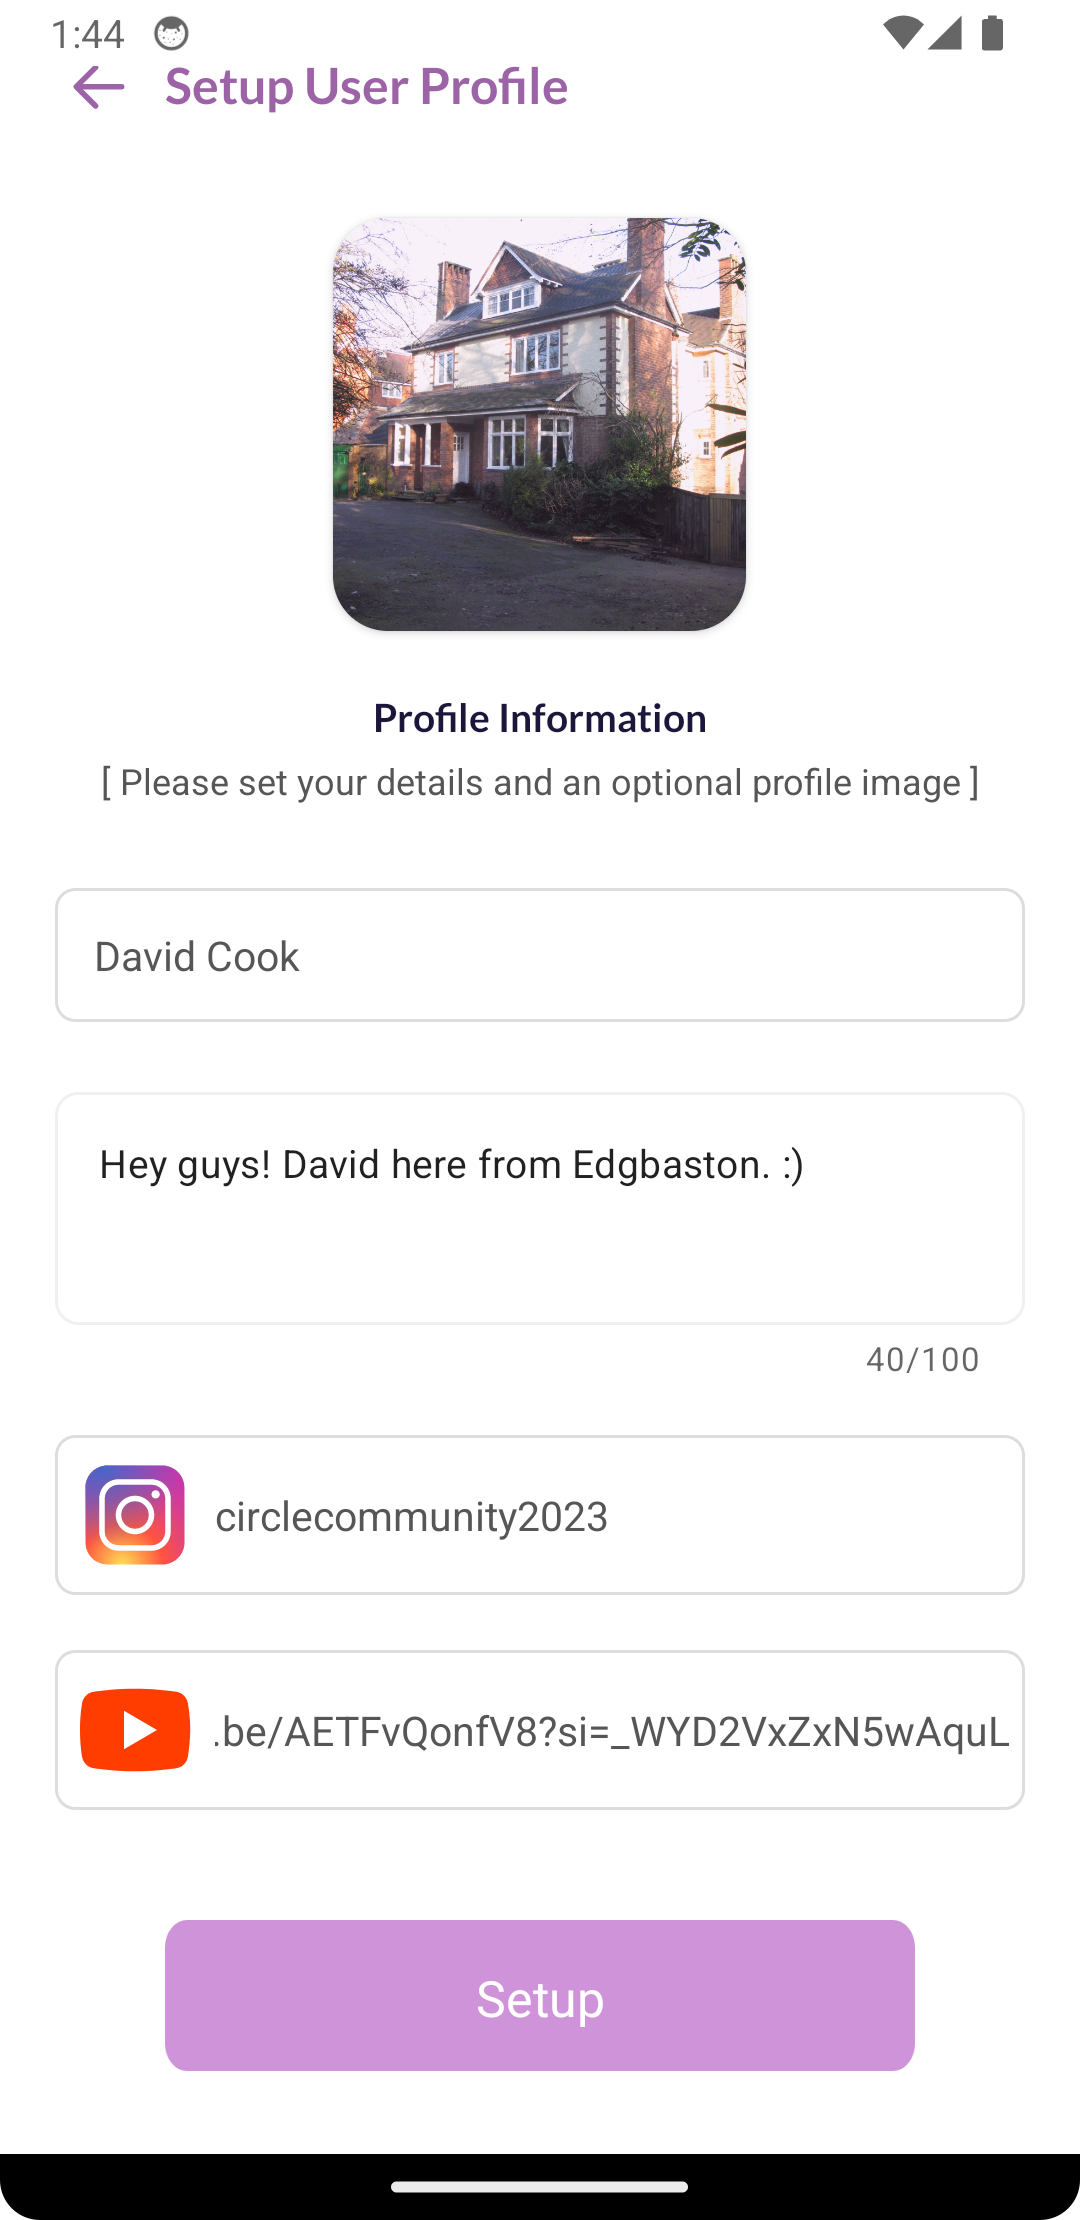 1:44
Setup User Profile
Profile Information
[ Please set your details and an optional profile image ]
David Cook
Hey guys! David here from Edgbaston. :)
40/100
circlecommunity2023
.be/AETFvQonfV8?si=_WYD2VxZxN5wAquL
Setup